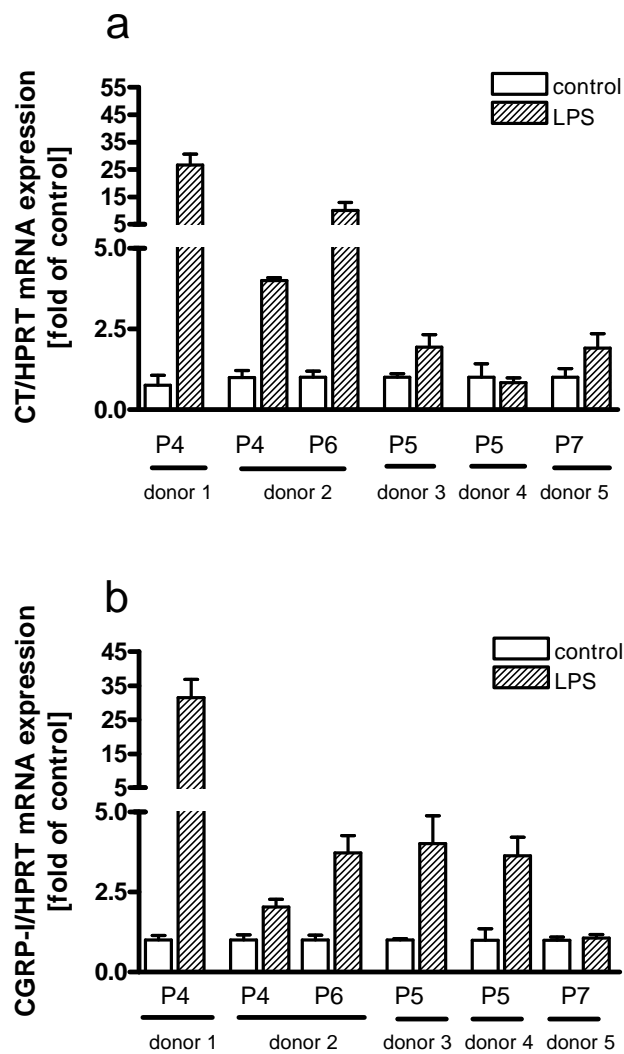 a
CT/HPRT mRNA expression
[fold of control]
55
45
35
25
15
5
5.0
2.5
0.0
control
LPS
P4 P4 P6 P5 P5 P7
donor 1 donor 2 donor 3 donor 4 donor 5
b
CGRP-I/HPRT mRNA expression
[fold of control]
45
35
25
15
5
5.0
2.5
0.0
control
LPS
P4 P4 P6 P5 P5 P7
donor 1 donor 2 donor 3 donor 4 donor 5